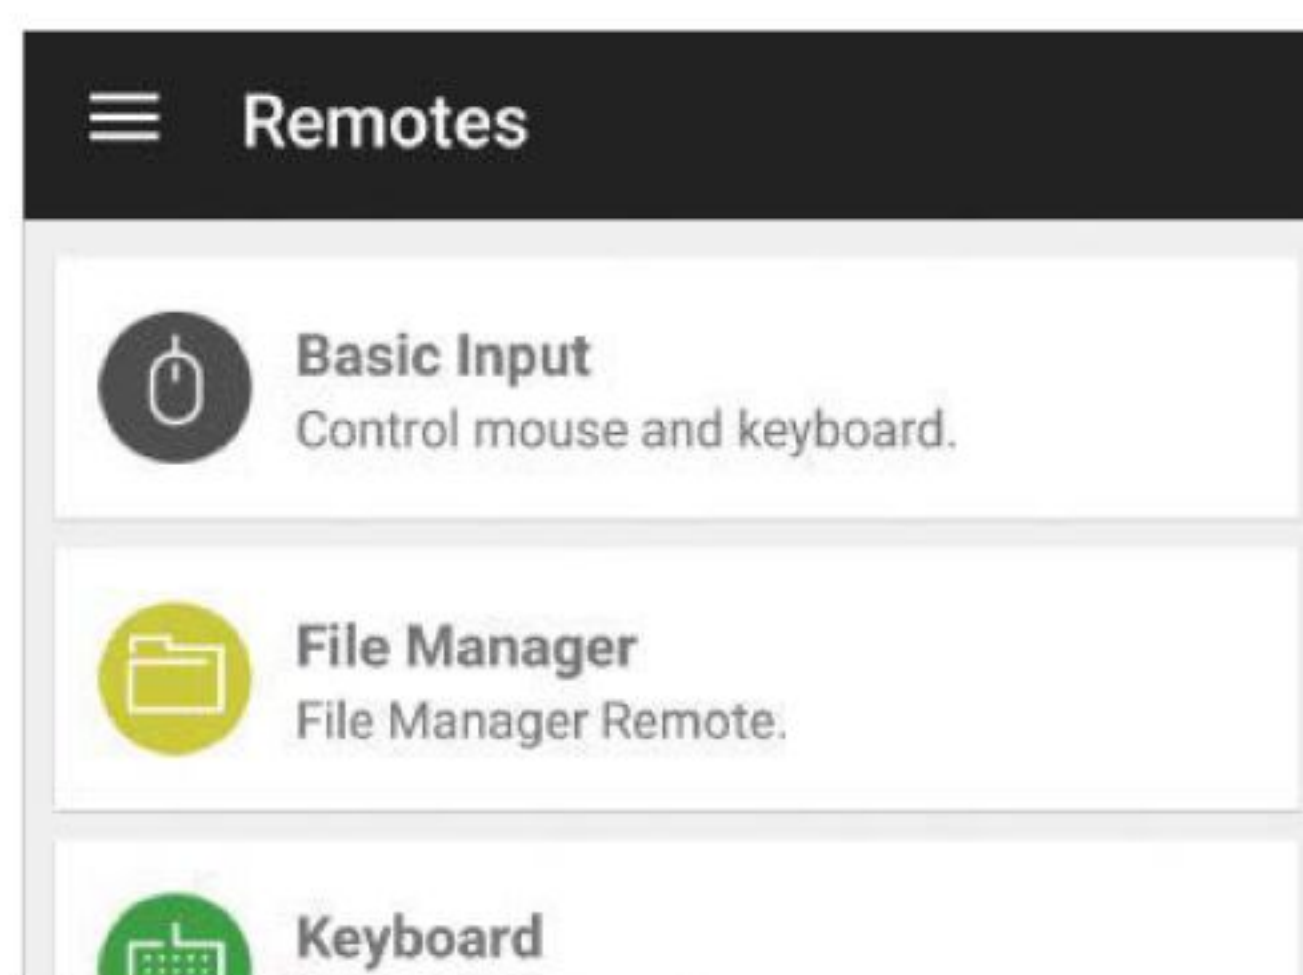 Remotes
Basic Input
Control mouse and keyboard.
File Manager
File Manager Remote.
Keyboard